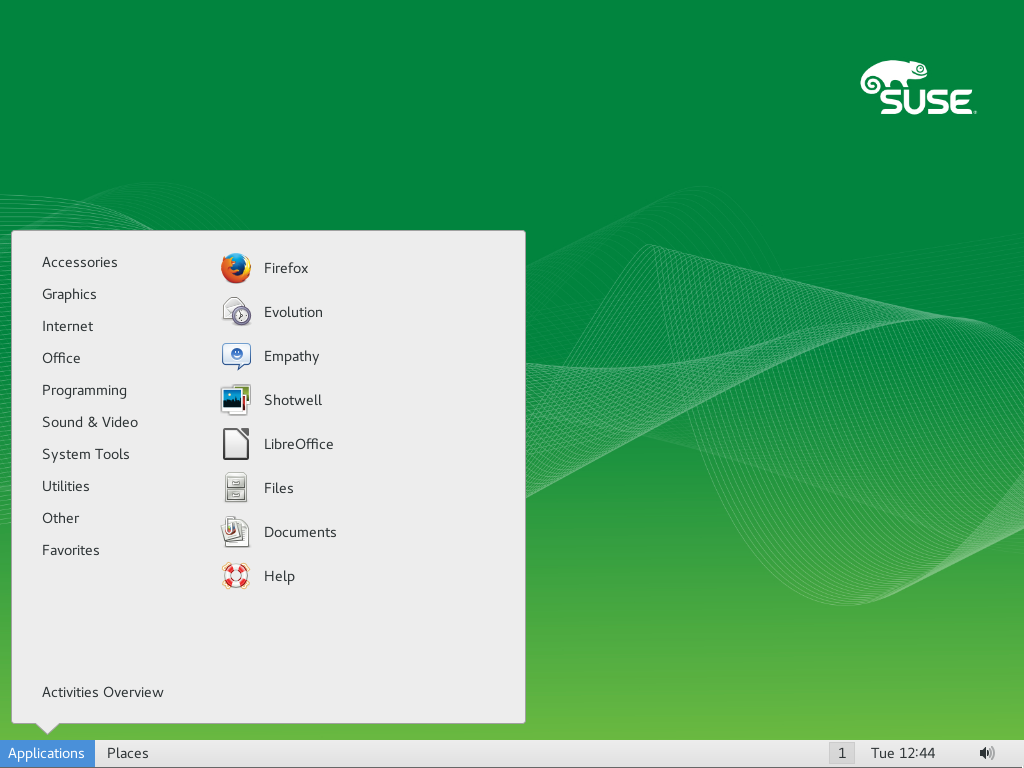 SUSE
Accessories
Graphics
Internet
Office
Programming
Sound & Video
System Tools
Utilities
Other
Favorites
Firefox
Evolution
Empathy
Shotwell
LibreOffice
Files
Documents
Help
Activities Overview
Applications
Places
1
Tue 12:44